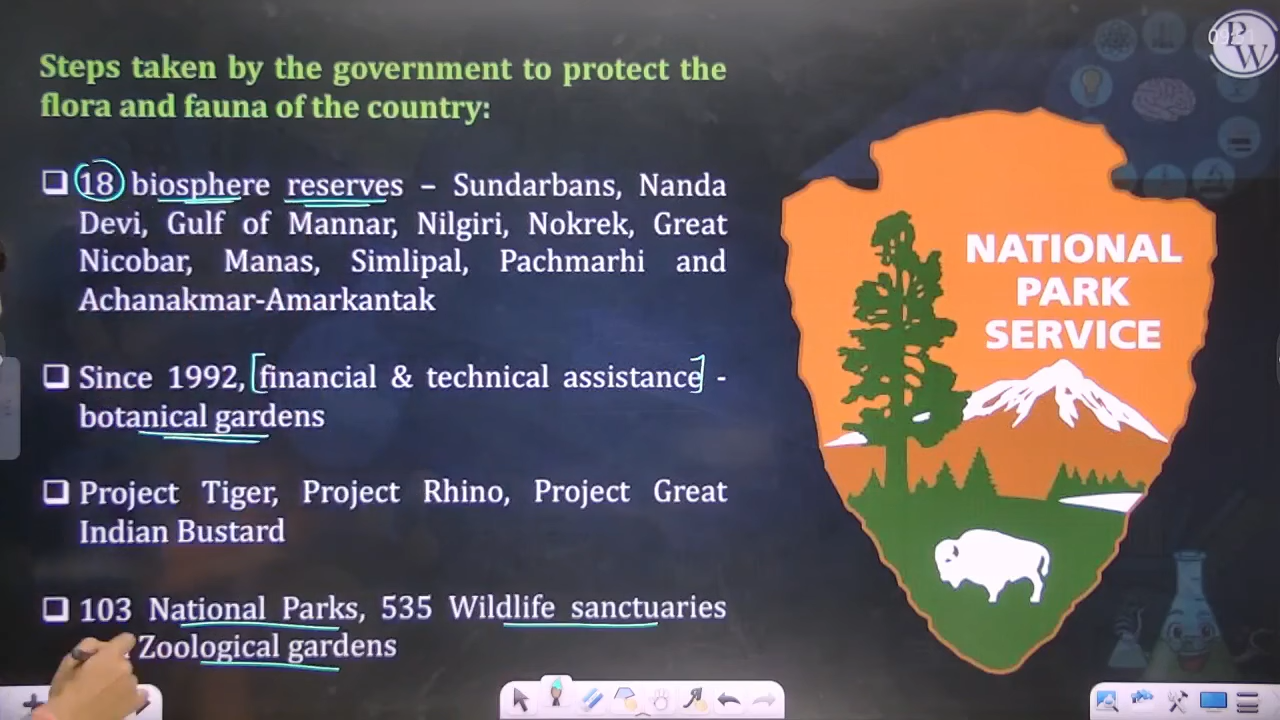 Steps taken by the government to protect the
flora and fauna of the country:
18 biosphere reserves – Sundarbans, Nanda
Devi, Gulf of Mannar, Nilgiri, Nokrek, Great
Nicobar, Manas, Simlipal, Pachmarhi and
Achanakmar-Amarkantak
Since 1992, [financial & technical assistance] -
botanical gardens
Project Tiger, Project Rhino, Project Great
Indian Bustard
103 National Parks, 535 Wildlife sanctuaries
Zoological gardens
NATIONAL
PARK
SERVICE
PW